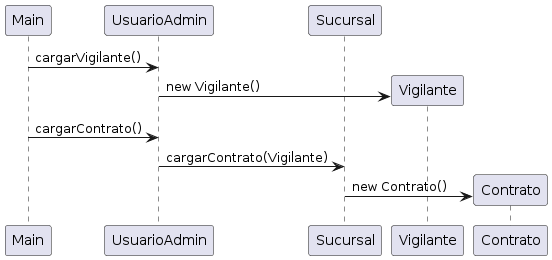 Main UsuarioAdmin Sucursal
cargarVigilante()
new Vigilante()
Vigilante
cargarContrato()
cargarContrato(Vigilante)
new Contrato()
Contrato
Main UsuarioAdmin Sucursal Vigilante Contrato